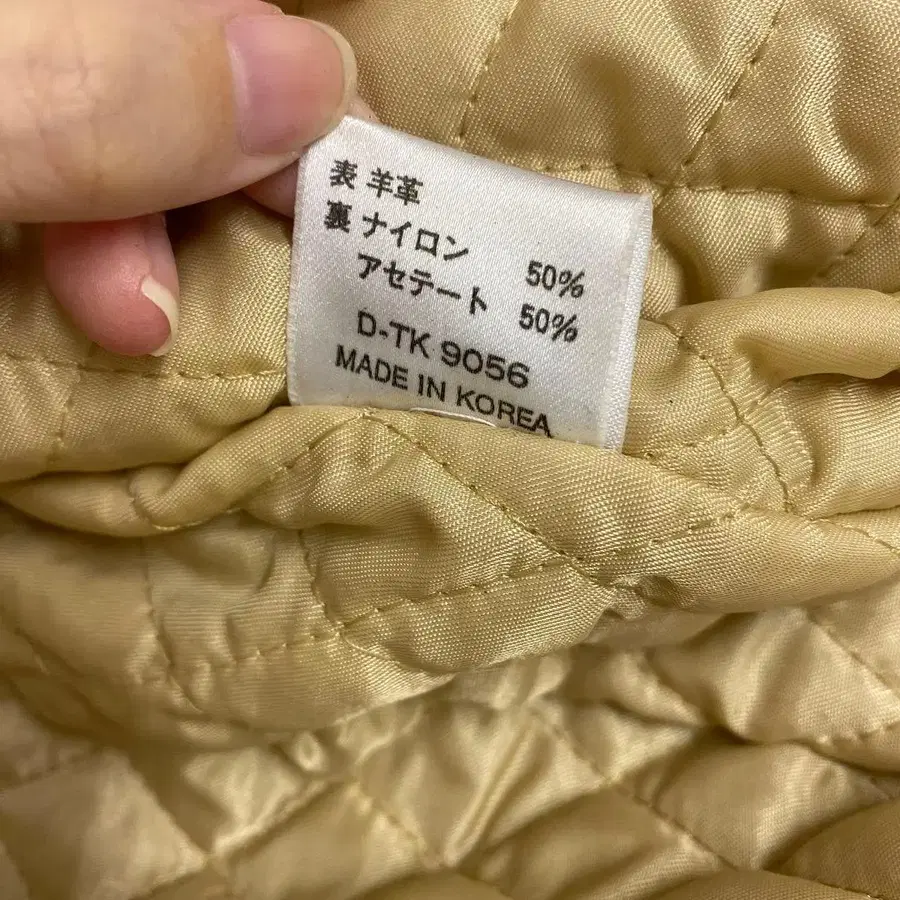 表 羊革
裏 ナイロン 50%
アセテート 50%
D-TK 9056
MADE IN KOREA